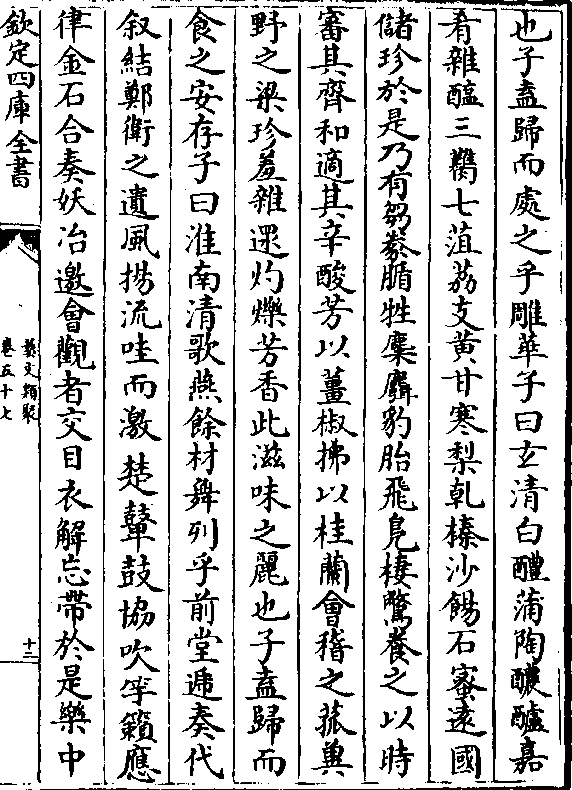 也子盍歸而處之乎雕華子曰玄清白醴蒲陶醲醽嘉
肴雜醢三臡七菹荔支黄甘寒梨乾榛沙餳石蜜遠國
儲珍於是乃有芻豢腯牲麋麛豹胎飛鳧棲鷩養之以時
審其齊和適其辛酸芳以薑椒拂以桂蘭會稽之菰冀
野之梁珍羞雜遝灼爍芳香此滋味之麗也子盍歸而
食之安存子曰淮南清歌燕餘材舞列乎前堂遞奏代
叙結鄭衛之遺風揚流哇而激楚鼙鼓協吹竽籟應
律金石合奏妖冶邀會觀者交目衣解忘帶於是樂中
欽定四庫全書
藝文類聚
卷五十七
十三